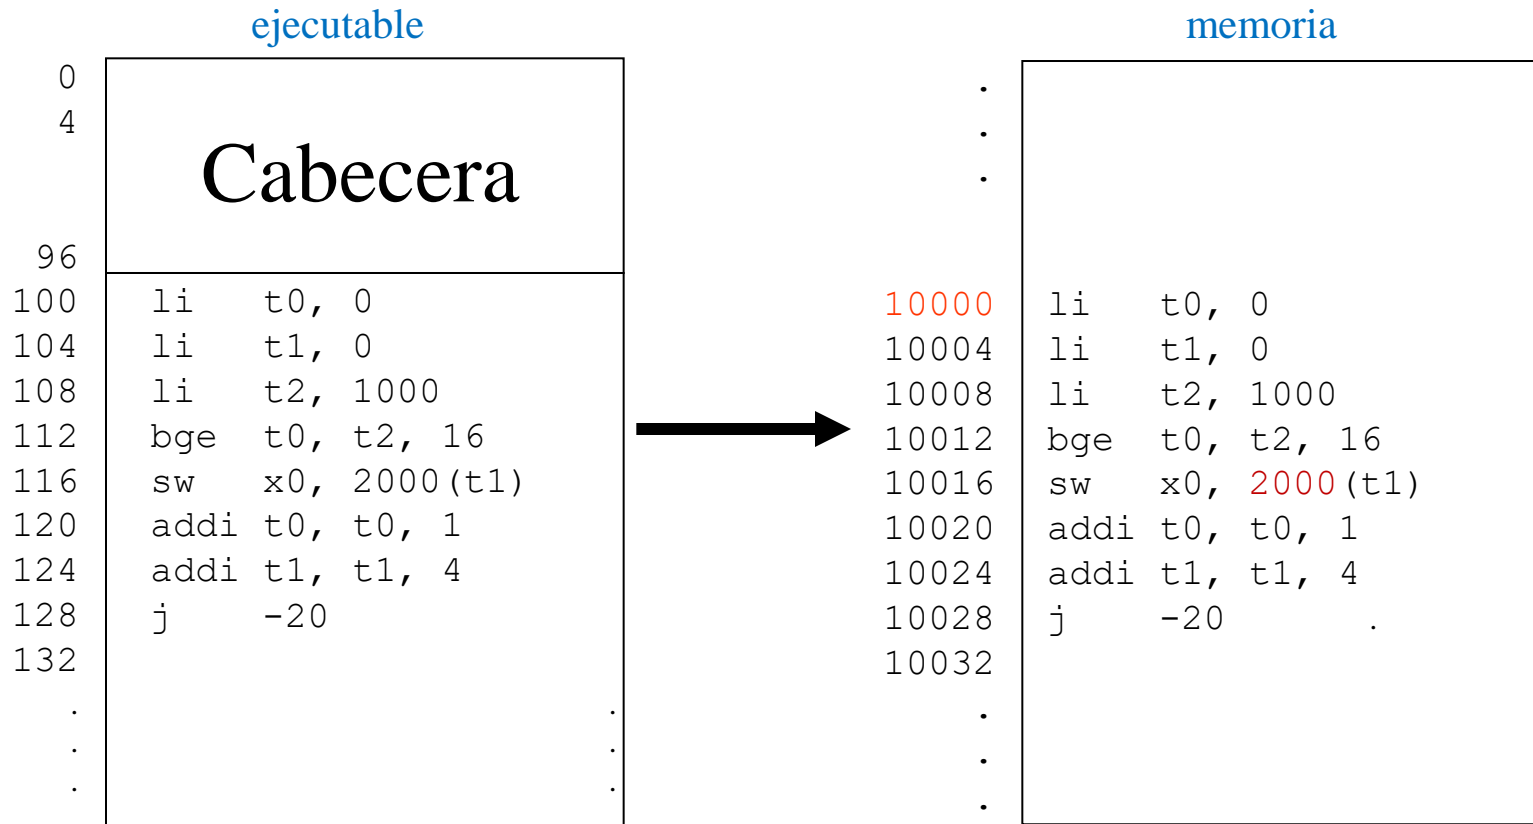 ejecutable
0
4
Cabecera
96
100 li t0, 0
104 li t1, 0
108 li t2, 1000
112 bge t0, t2, 16
116 sw x0, 2000(t1)
120 addi t0, t0, 1
124 addi t1, t1, 4
128 j -20
132
.
.
.
.
.
.
memoria
.
.
.
10000 li t0, 0
10004 li t1, 0
10008 li t2, 1000
10012 bge t0, t2, 16
10016 sw x0, 2000(t1)
10020 addi t0, t0, 1
10024 addi t1, t1, 4
10028 j -20 .
10032
.
.
.